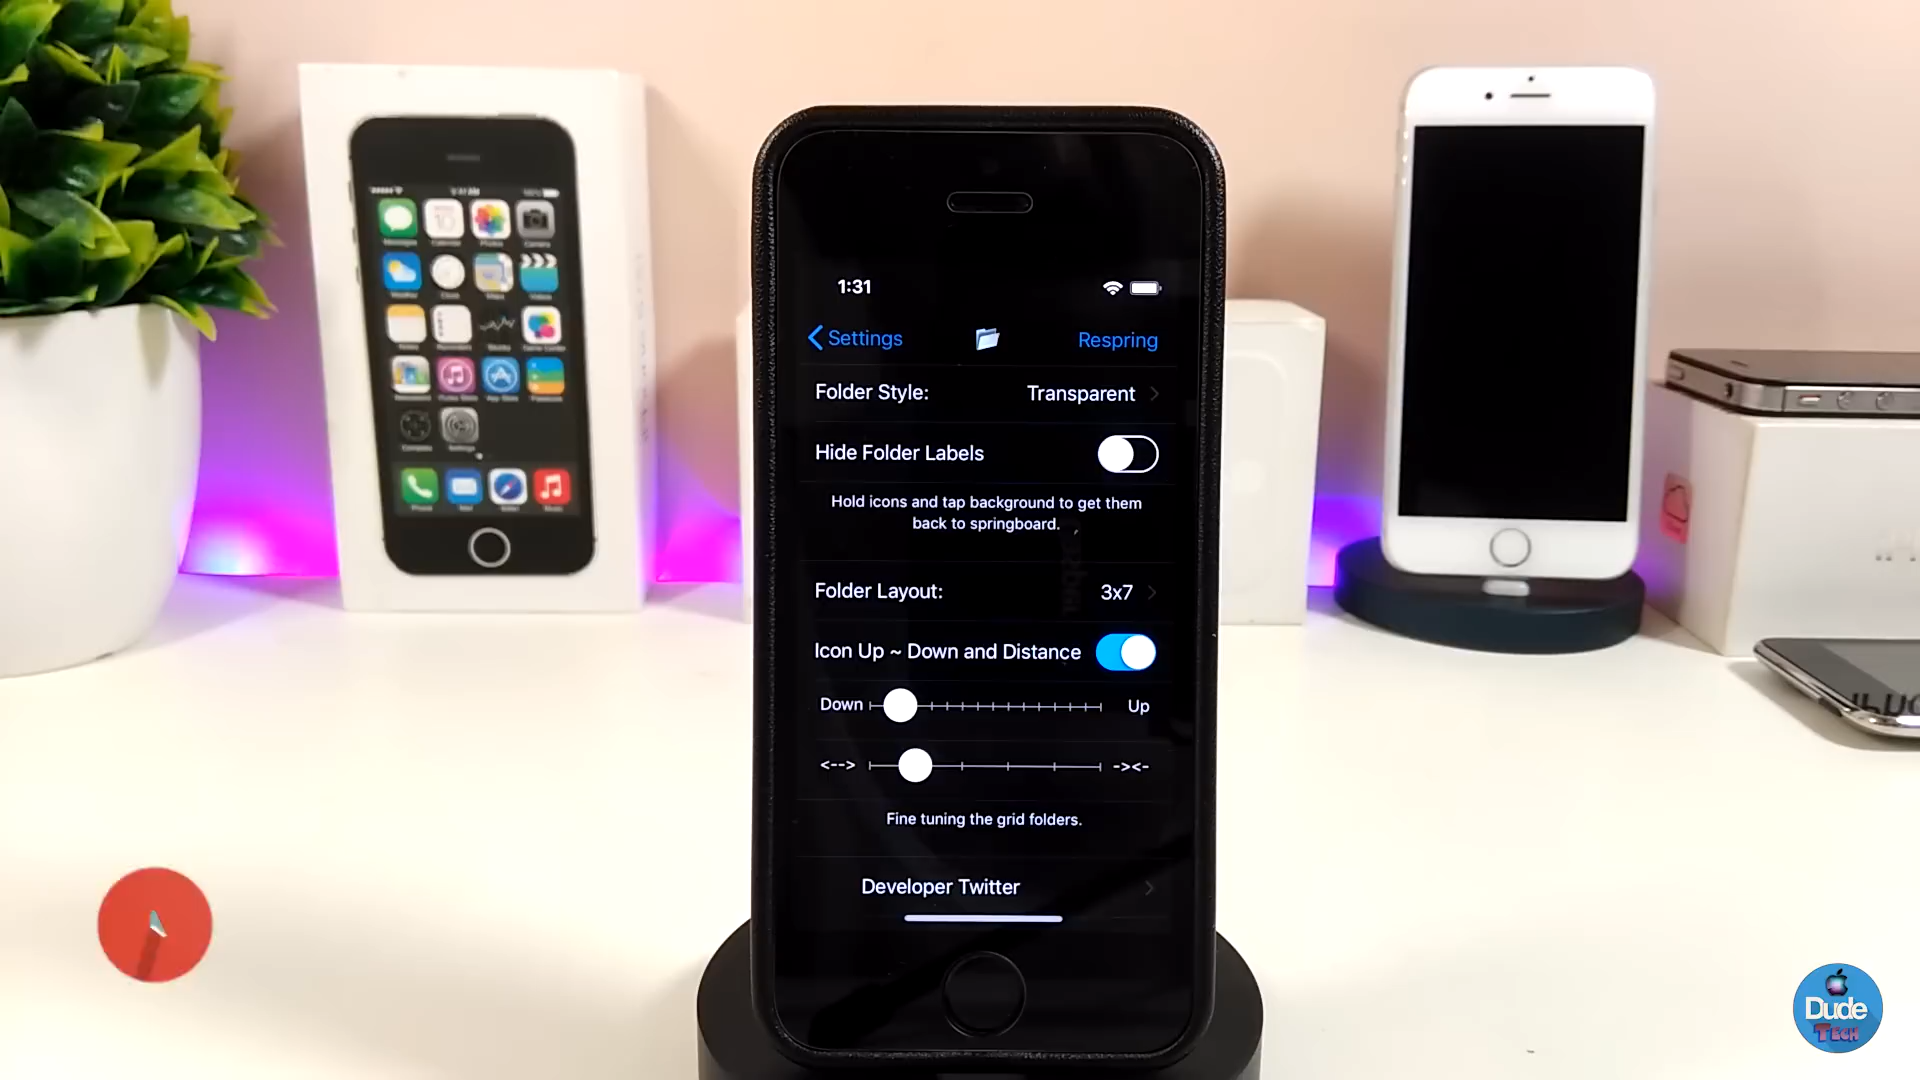 1:31
Settings
Respring
Folder Style:
Transparent
Hide Folder Labels
Hold icons and tap background to get them
back to springboard.
Folder Layout:
3x7
Icon Up ~ Down and Distance
Down
Up
<-->
-><-
Fine tuning the grid folders.
Developer Twitter
Dude
TECH